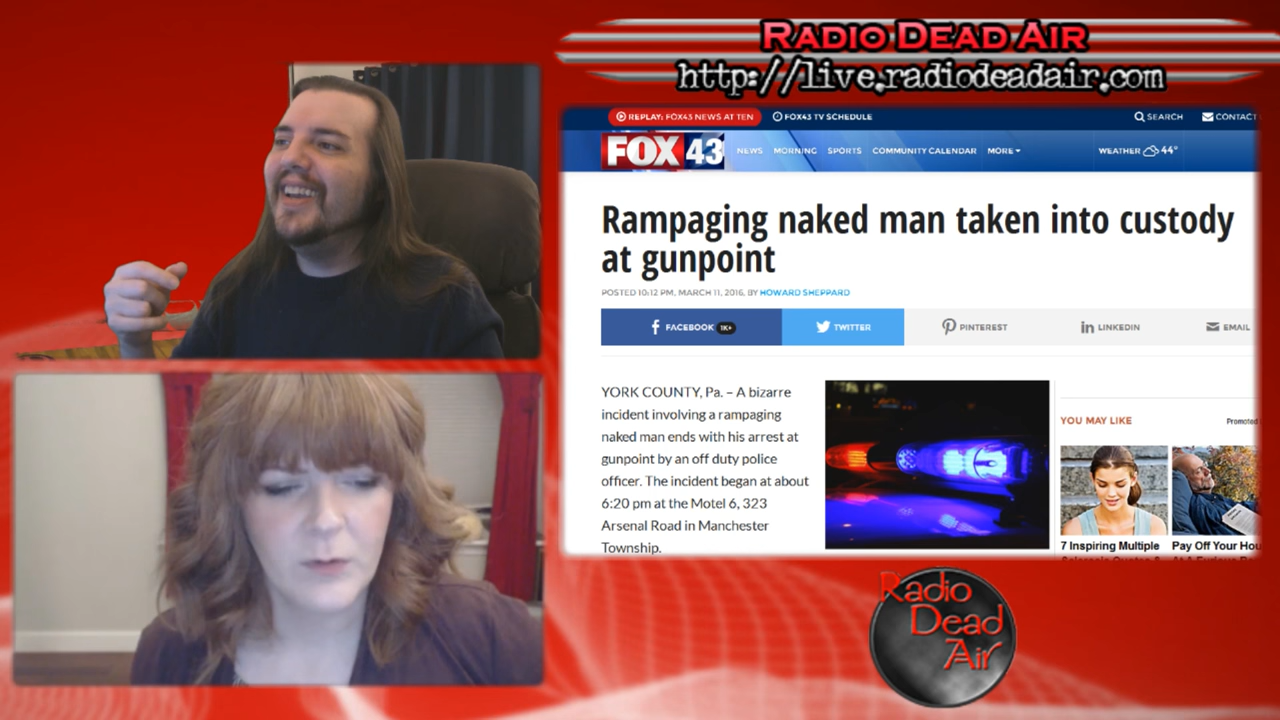 RADIO DEAD AIR
http://live.radiodeadair.com
REPLAY: FOX43 NEWS AT TEN
FOX43 TV SCHEDULE
SEARCH
CONTACT
FOX 43
NEWS
MORNING
SPORTS
COMMUNITY CALENDAR
MORE
WEATHER
44°
Rampaging naked man taken into custody
at gunpoint
POSTED 10:12 PM, MARCH 11, 2016, BY HOWARD SHEPPARD
FACEBOOK 1K+
TWITTER
PINTEREST
LINKEDIN
EMAIL
YORK COUNTY, Pa. – A bizarre
incident involving a rampaging
naked man ends with his arrest at
gunpoint by an off duty police
officer. The incident began at about
6:20 pm at the Motel 6, 323
Arsenal Road in Manchester
Township.
YOU MAY LIKE
Promoted
7 Inspiring Multiple
Pay Off Your Hou
Radio
Dead
Air